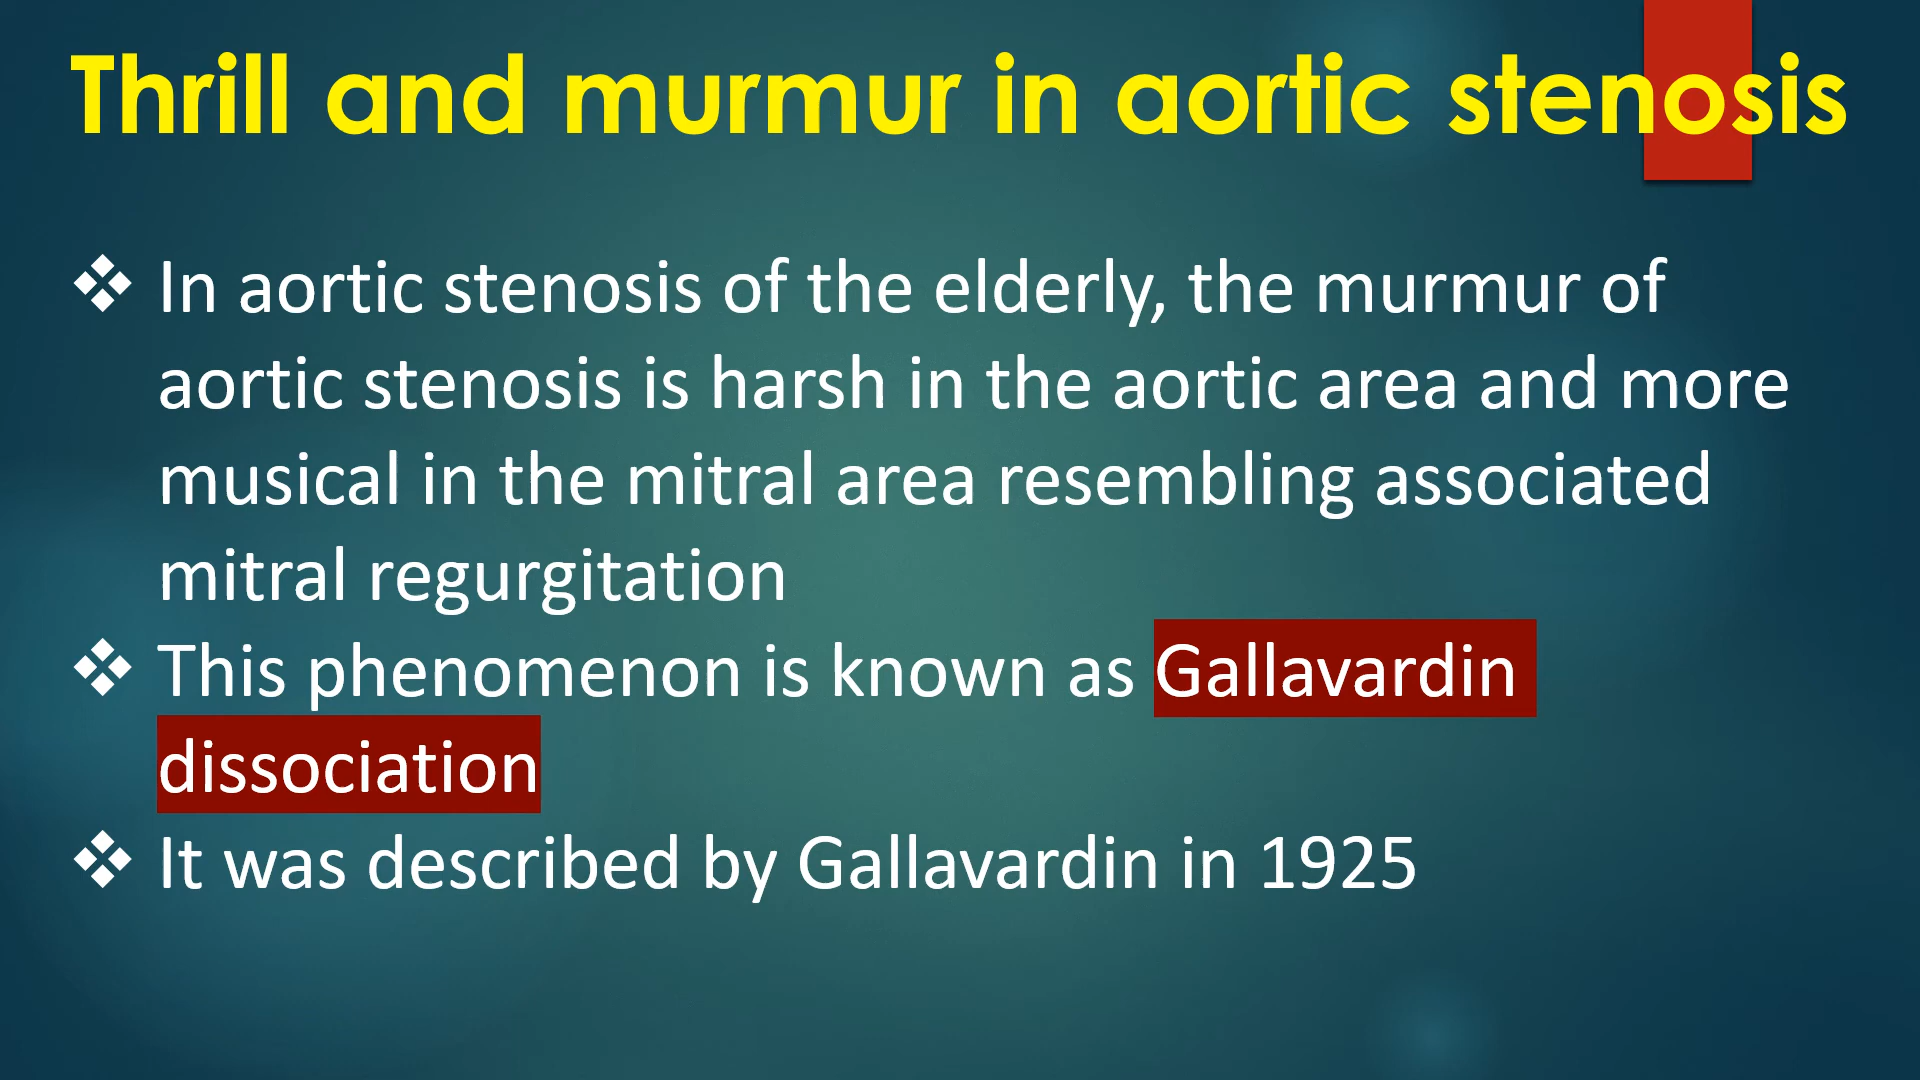 Thrill and murmur in aortic stenosis
❖ In aortic stenosis of the elderly, the murmur of
aortic stenosis is harsh in the aortic area and more
musical in the mitral area resembling associated
mitral regurgitation
❖ This phenomenon is known as Gallavardin
dissociation
❖ It was described by Gallavardin in 1925